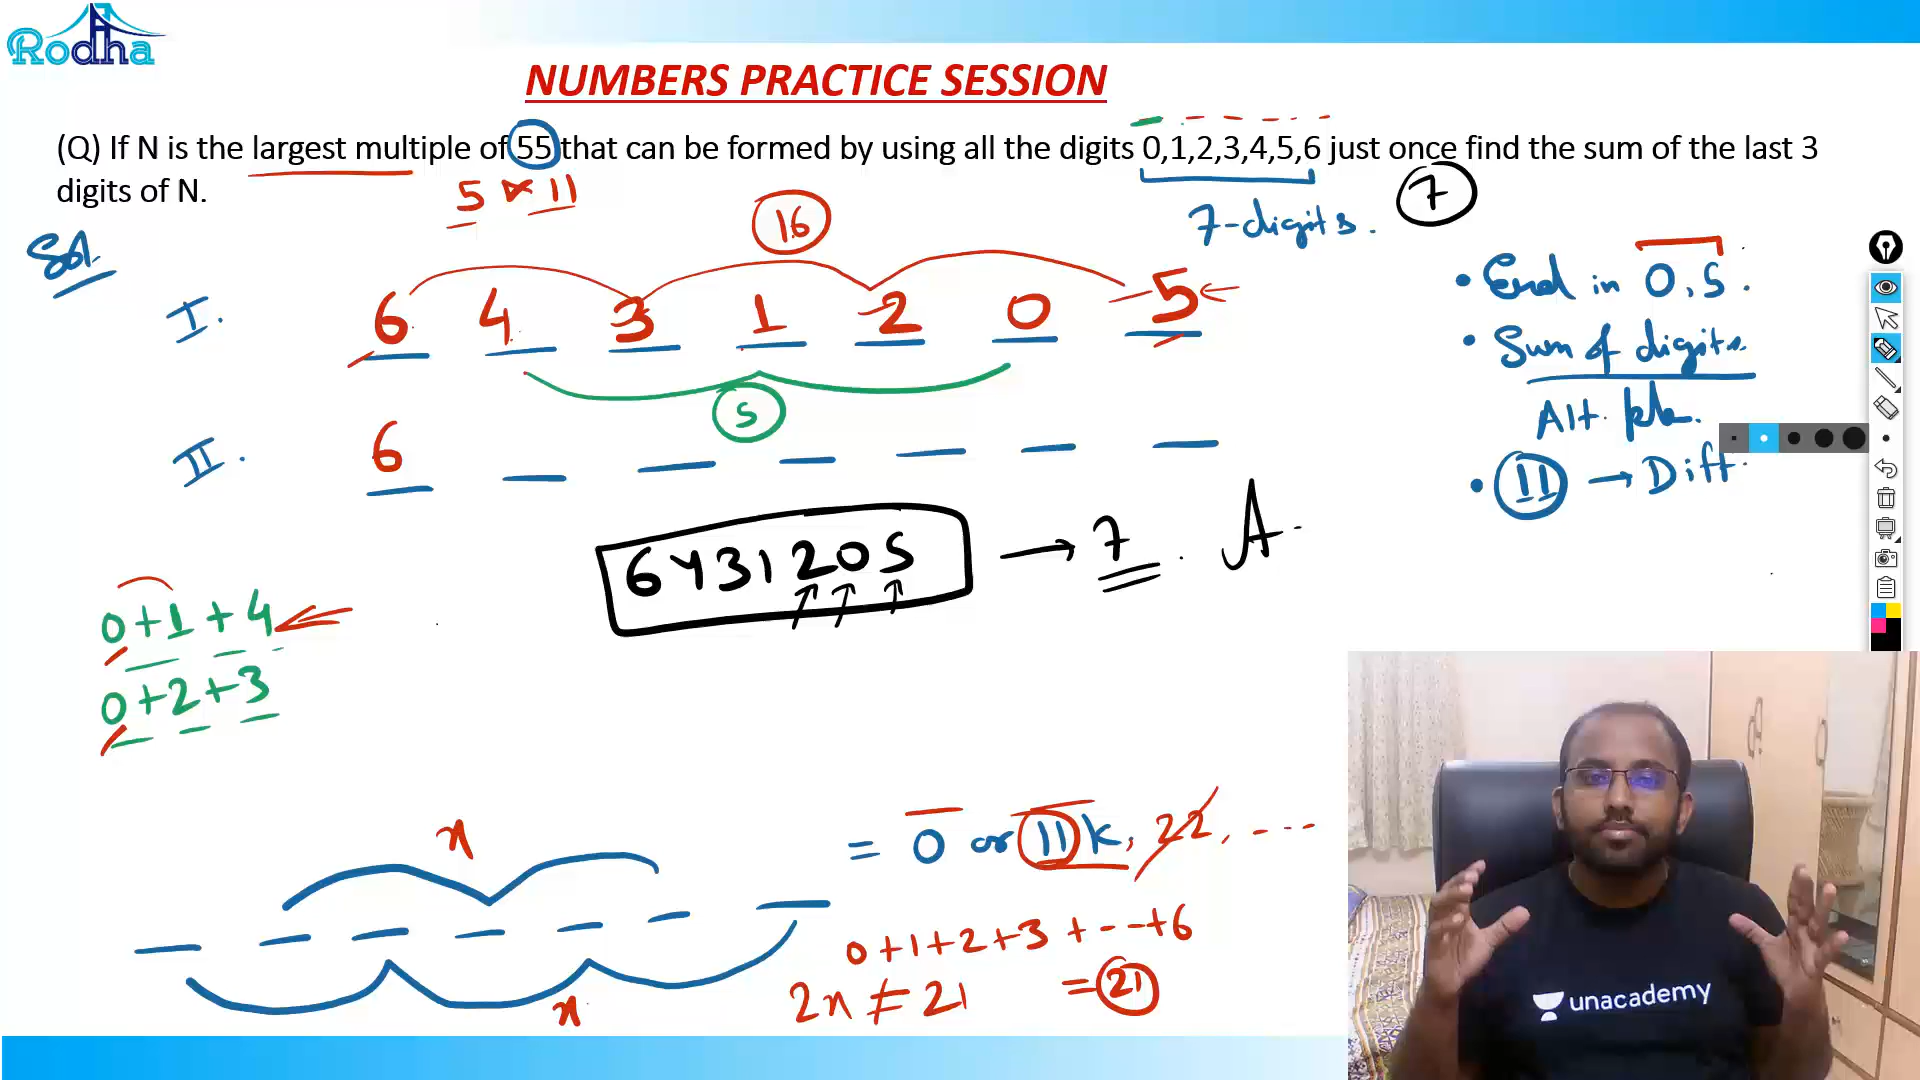 Rodha
NUMBERS PRACTICE SESSION
(Q) If N is the largest multiple of 55 that can be formed by using all the digits 0,1,2,3,4,5,6 just once find the sum of the last 3
digits of N.
5 × 11
16
7-digits.
7
Sol.
I.
6 4 3 1 2 0 5
5
• End in 0, 5.
• Sum of digits
Alt. pla.
• 11 → Diff.
II.
6
6431205 → 7. A.
0+1+4
0+2+3
x
= 0 or 11k, 22, ----
x
0+1+2+3+---+6
2x ≠ 21
= 21
unacademy